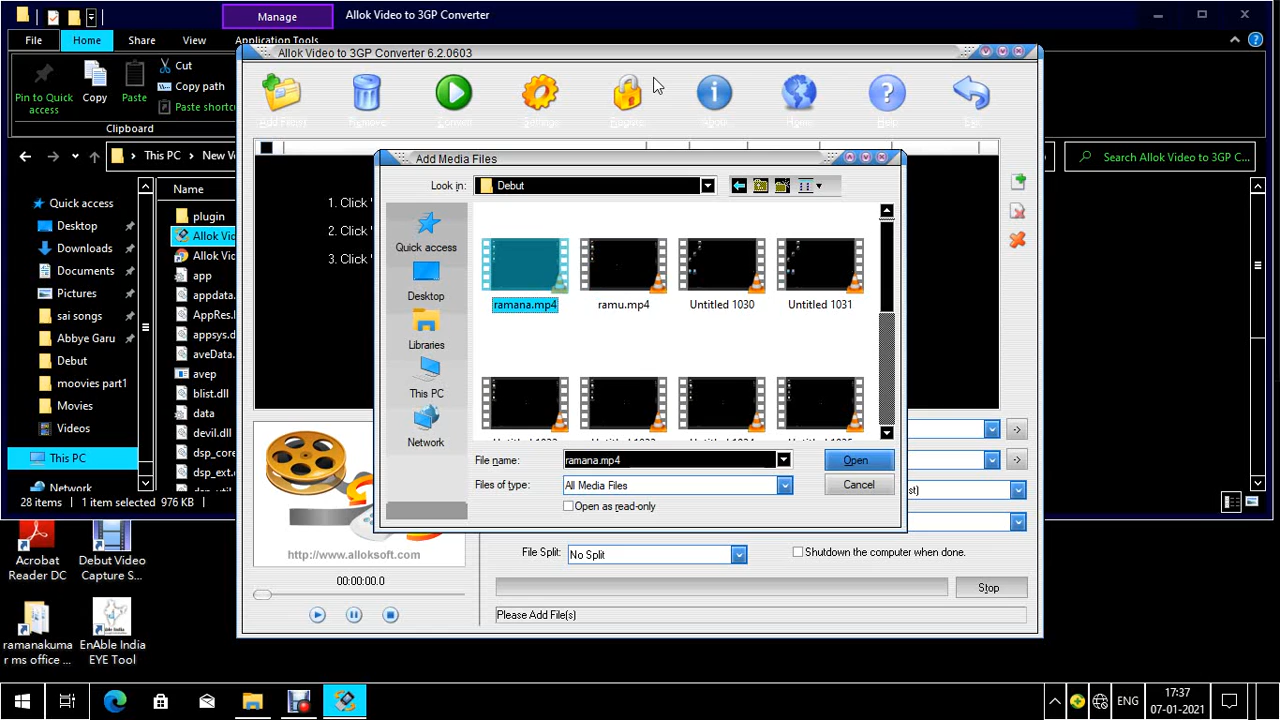 Manage
Allok Video to 3GP Converter
File
Home
Share
View
Application Tools
Pin to Quick access
Copy
Paste
Cut
Copy path
Paste shortcu
Clipboard
This PC
New V
Search Allok Video to 3GP C...
Quick access
Desktop
Downloads
Documents
Pictures
sai songs
Abbye Garu
Debut
moovies part1
Movies
Videos
This PC
Network
Name
plugin
Allok Vid
Allok Vi
app
appdata.
AppRes.
appsys.d
aveData.
avep
blist.dll
data
devil.dll
dsp_core
dsp_ext.
28 items
1 item selected 976 KB
Allok Video to 3GP Converter 6.2.0603
1. Click '
2. Click '
3. Click '
Add Media Files
Look in:
Debut
Quick access
Desktop
Libraries
This PC
Network
ramana.mp4
ramu.mp4
Untitled 1030
Untitled 1031
File name:
ramana.mp4
Open
Files of type:
All Media Files
Cancel
Open as read-only
st)
http://www.alloksoft.com
00:00:00.0
File Split:
No Split
Shutdown the computer when done.
Stop
Please Add File(s)
Acrobat Reader DC
Debut Video Capture S...
ramanakuma
r ms office ...
EnAble India EYE Tool
ENG
17:37
07-01-2021